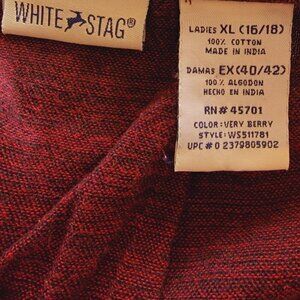 WHITE STAG®
LADIES XL (16/18)
100% COTTON
MADE IN INDIA
DAMAS EX (40/42)
100% ALGODON
HECHO EN INDIA
RN# 45701
COLOR: VERY BERRY
STYLE: WS511781
UPC # 0 2379805902